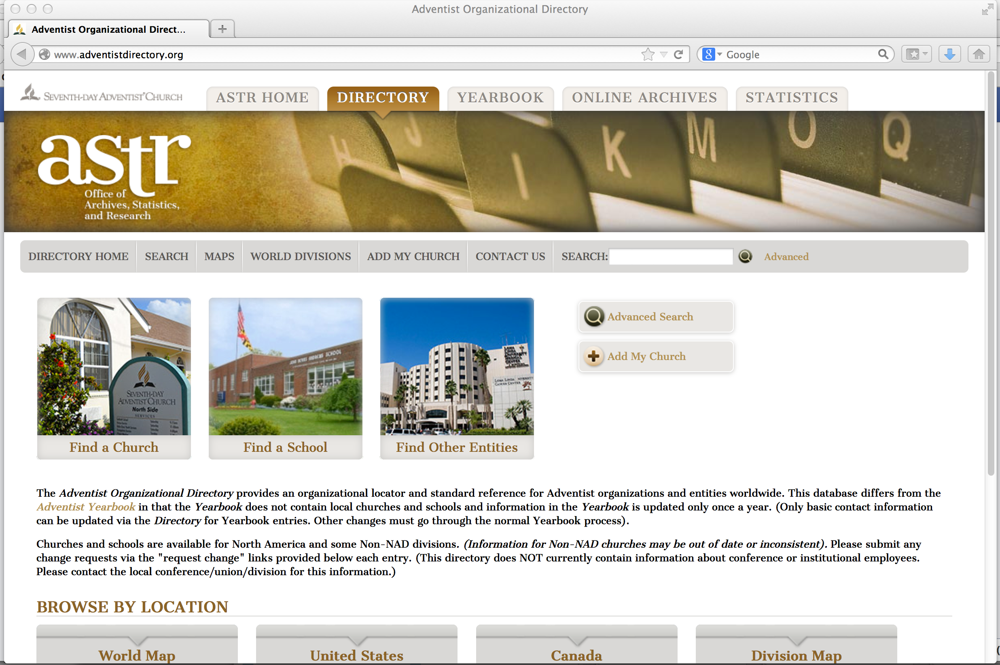 Adventist Organizational Directory
Adventist Organizational Direct...
www.adventistdirectory.org
Google
SEVENTH-DAY ADVENTIST CHURCH
ASTR HOME
DIRECTORY
YEARBOOK
ONLINE ARCHIVES
STATISTICS
H J I K M O Q
astr
Office of
Archives, Statistics,
and Research
DIRECTORY HOME
SEARCH
MAPS
WORLD DIVISIONS
ADD MY CHURCH
CONTACT US
SEARCH:
Advanced
SEVENTH-DAY
ADVENTIST CHURCH
North Side
SERVICES
SCHOOL
LOMA LINDA UNIVERSITY
CANCER CENTER
Find a Church
Find a School
Find Other Entities
Advanced Search
Add My Church
The Adventist Organizational Directory provides an organizational locator and standard reference for Adventist organizations and entities worldwide. This database differs from the
Adventist Yearbook in that the Yearbook does not contain local churches and schools and information in the Yearbook is updated only once a year. (Only basic contact information
can be updated via the Directory for Yearbook entries. Other changes must go through the normal Yearbook process).
Churches and schools are available for North America and some Non-NAD divisions. (Information for Non-NAD churches may be out of date or inconsistent). Please submit any
change requests via the "request change" links provided below each entry. (This directory does NOT currently contain information about conference or institutional employees.
Please contact the local conference/union/division for this information.)
BROWSE BY LOCATION
World Map
United States
Canada
Division Map